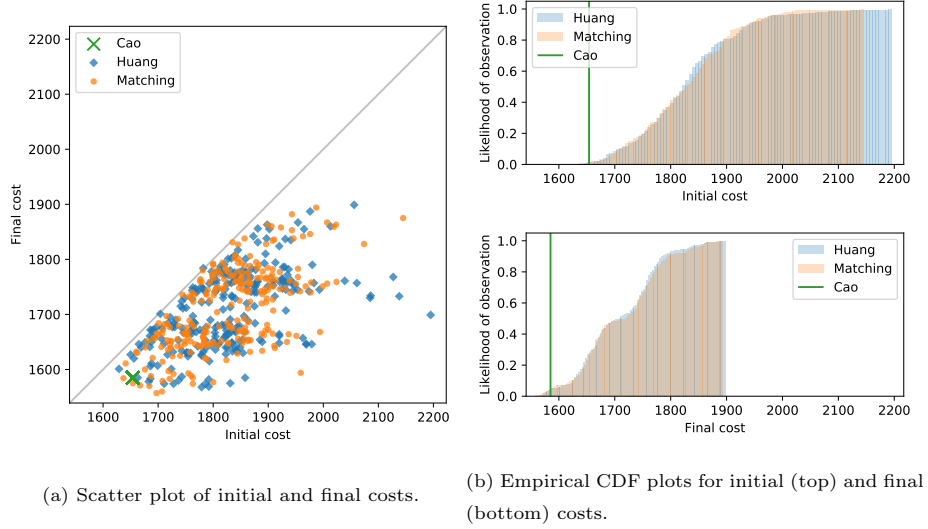 2200
2100
2000
1900
1800
1700
1600
Final cost
1600 1700 1800 1900 2000 2100 2200
Initial cost
Cao
Huang
Matching
(a) Scatter plot of initial and final costs.
1.0
0.8
0.6
0.4
0.2
0.0
Likelihood of observation
Huang
Matching
Cao
1600 1700 1800 1900 2000 2100 2200
Initial cost
1.0
0.8
0.6
0.4
0.2
0.0
Likelihood of observation
Huang
Matching
Cao
1600 1700 1800 1900 2000 2100 2200
Final cost
(b) Empirical CDF plots for initial (top) and final
(bottom) costs.